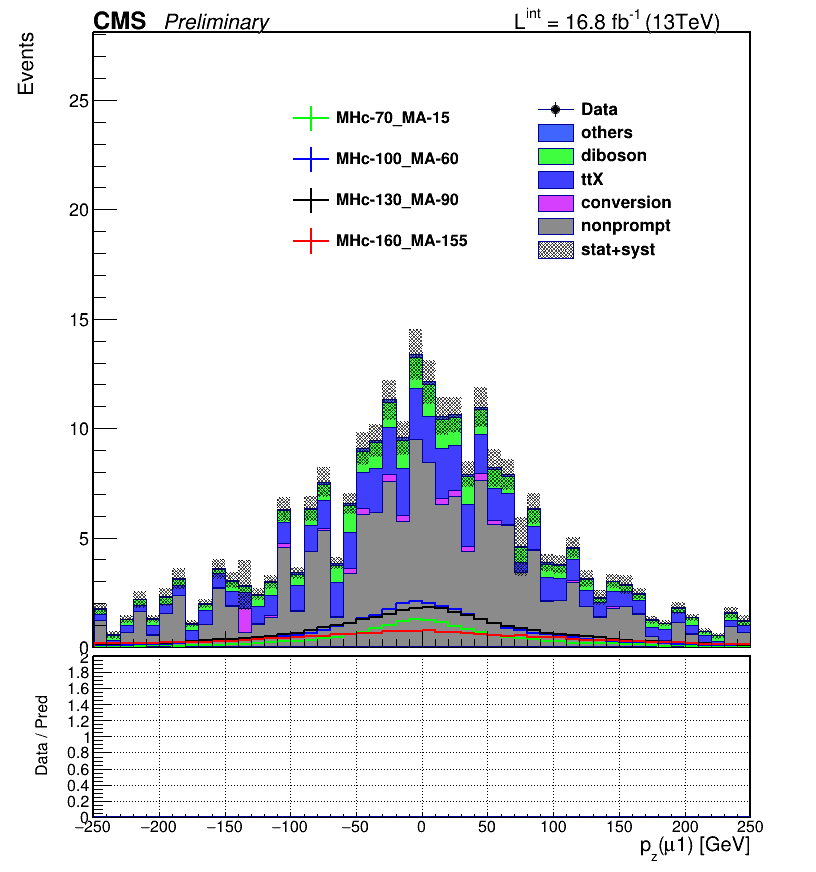 CMS Preliminary L^int = 16.8 fb^-1 (13TeV)
Events
25
20
15
10
5
0
MHc-70_MA-15
MHc-100_MA-60
MHc-130_MA-90
MHc-160_MA-155
Data
others
diboson
ttX
conversion
nonprompt
stat+syst
Data / Pred
2
1.8
1.6
1.4
1.2
1
0.8
0.6
0.4
0.2
0
−250 −200 −150 −100 −50 0 50 100 150 200 250
p_z(μ1) [GeV]